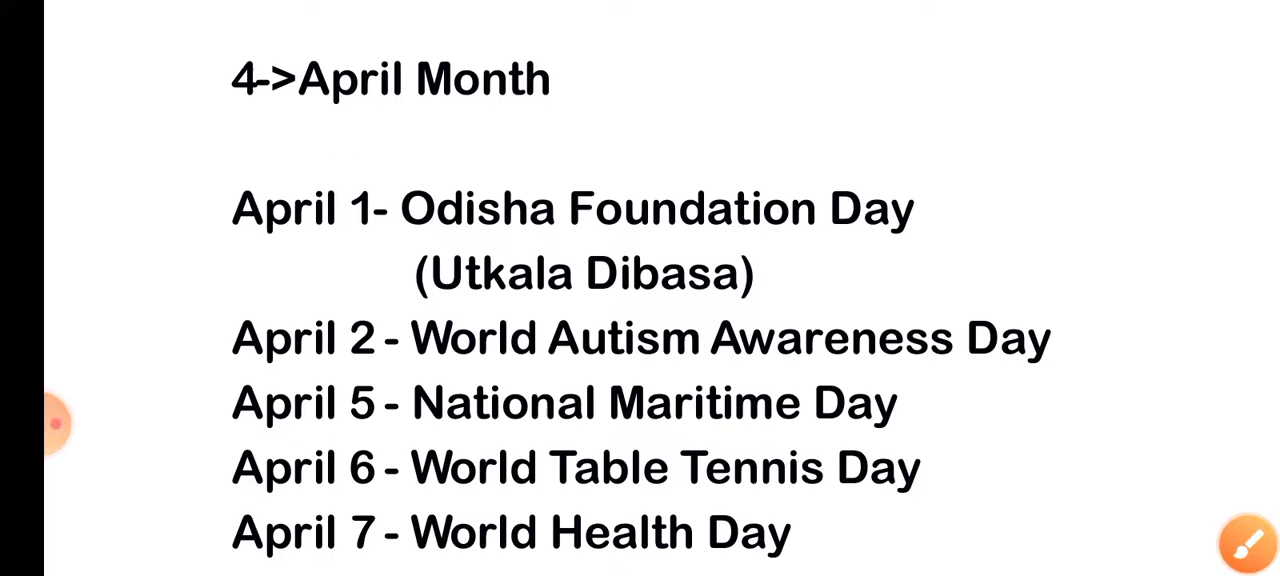 4->April Month
April 1- Odisha Foundation Day
(Utkala Dibasa)
April 2 - World Autism Awareness Day
April 5 - National Maritime Day
April 6 - World Table Tennis Day
April 7 - World Health Day